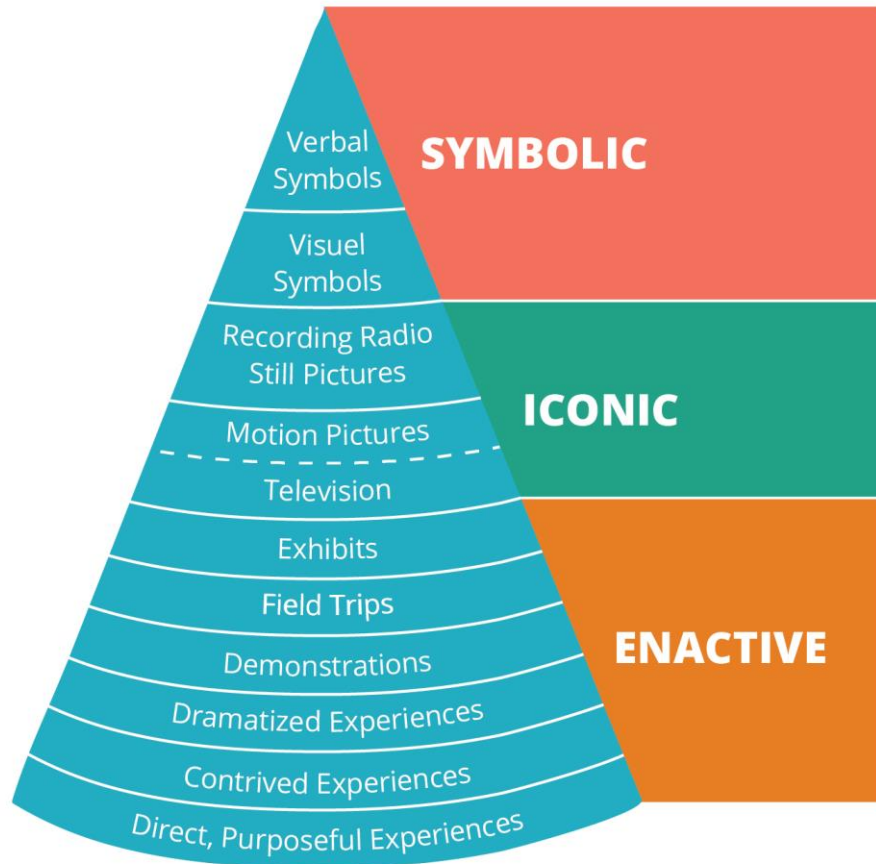 Verbal
Symbols
SYMBOLIC
Visuel
Symbols
Recording Radio
Still Pictures
ICONIC
Motion Pictures
Television
Exhibits
Field Trips
ENACTIVE
Demonstrations
Dramatized Experiences
Contrived Experiences
Direct, Purposeful Experiences